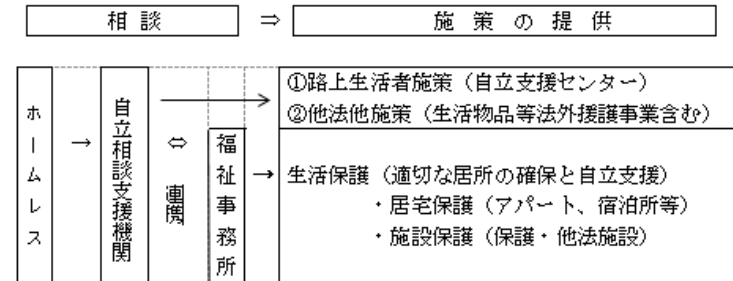 相談 ⇒ 施策の提供
ホームレス
→
自立相談支援機関
⇔
連携
福祉事務所
→
①路上生活者施策（自立支援センター）
②他法他施策（生活物品等法外援護事業含む）
→
生活保護（適切な居所の確保と自立支援）
・居宅保護（アパート、宿泊所等）
・施設保護（保護・他法施設）